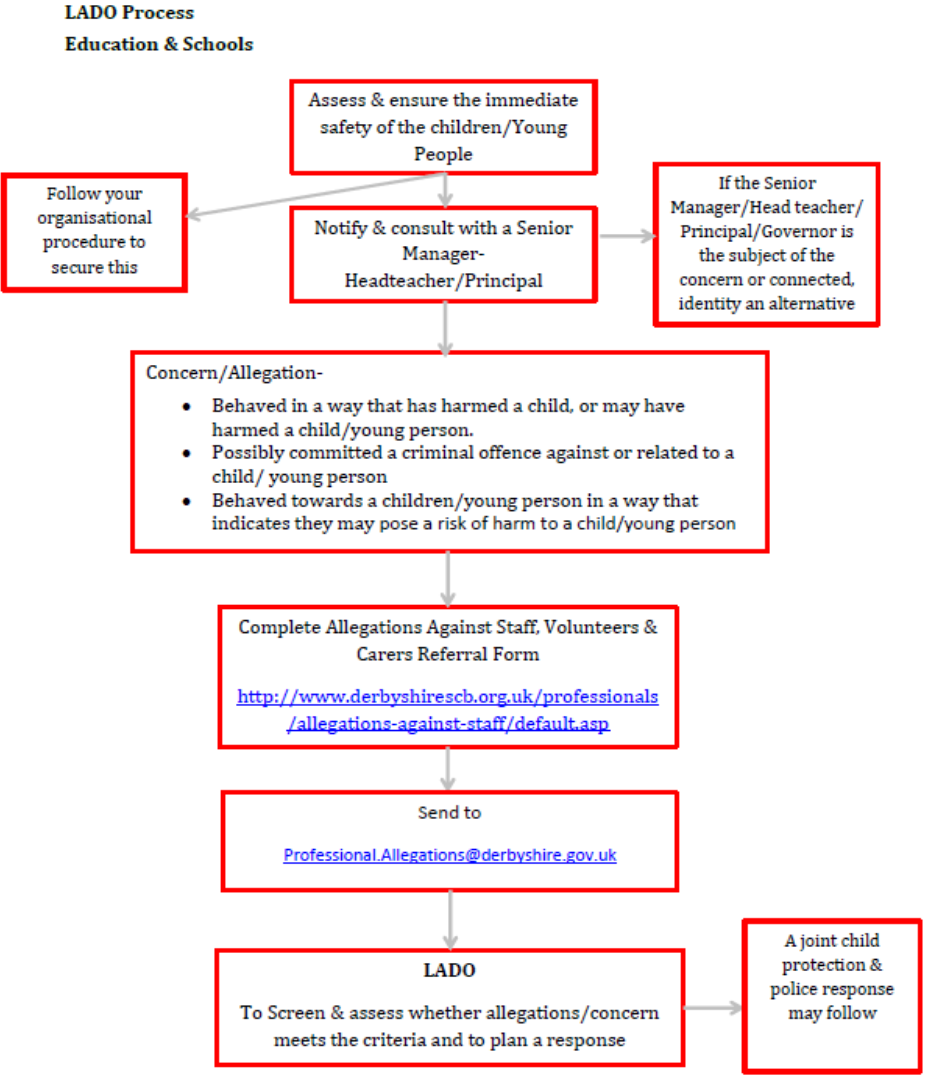 LADO Process
Education & Schools
Assess & ensure the immediate
safety of the children/Young
People
Follow your
organisational
procedure to
secure this
Notify & consult with a Senior
Manager-
Headteacher/Principal
If the Senior
Manager/Head teacher/
Principal/Governor is
the subject of the
concern or connected,
identity an alternative
Concern/Allegation-
• Behaved in a way that has harmed a child, or may have
harmed a child/young person.
• Possibly committed a criminal offence against or related to a
child/ young person
• Behaved towards a children/young person in a way that
indicates they may pose a risk of harm to a child/young person
Complete Allegations Against Staff, Volunteers &
Carers Referral Form
http://www.derbyshirescb.org.uk/professionals
/allegations-against-staff/default.asp
Send to
Professional.Allegations@derbyshire.gov.uk
LADO
To Screen & assess whether allegations/concern
meets the criteria and to plan a response
A joint child
protection &
police response
may follow